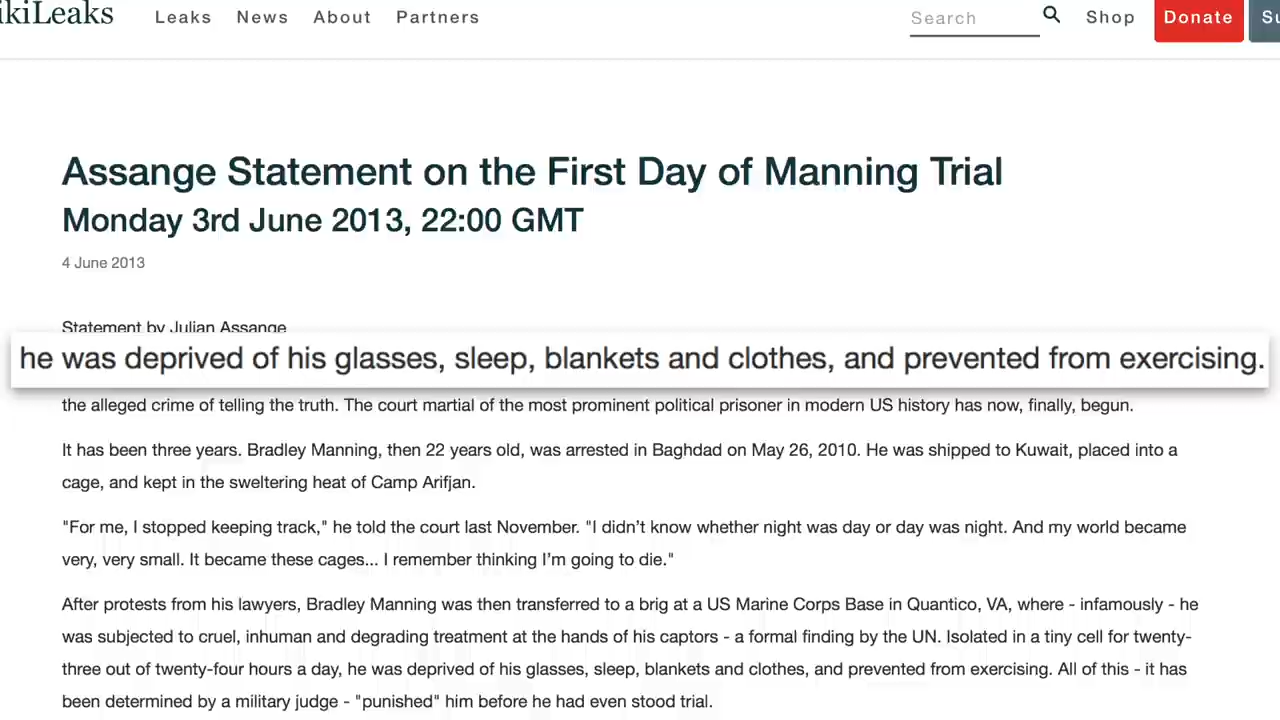 ikiLeaks Leaks News About Partners Search Shop Donate Su
Assange Statement on the First Day of Manning Trial
Monday 3rd June 2013, 22:00 GMT
4 June 2013
Statement by Julian Assange
he was deprived of his glasses, sleep, blankets and clothes, and prevented from exercising.
the alleged crime of telling the truth. The court martial of the most prominent political prisoner in modern US history has now, finally, begun.
It has been three years. Bradley Manning, then 22 years old, was arrested in Baghdad on May 26, 2010. He was shipped to Kuwait, placed into a
cage, and kept in the sweltering heat of Camp Arifjan.
"For me, I stopped keeping track," he told the court last November. "I didn’t know whether night was day or day was night. And my world became
very, very small. It became these cages... I remember thinking I’m going to die."
After protests from his lawyers, Bradley Manning was then transferred to a brig at a US Marine Corps Base in Quantico, VA, where - infamously - he
was subjected to cruel, inhuman and degrading treatment at the hands of his captors - a formal finding by the UN. Isolated in a tiny cell for twenty-
three out of twenty-four hours a day, he was deprived of his glasses, sleep, blankets and clothes, and prevented from exercising. All of this - it has
been determined by a military judge - "punished" him before he had even stood trial.